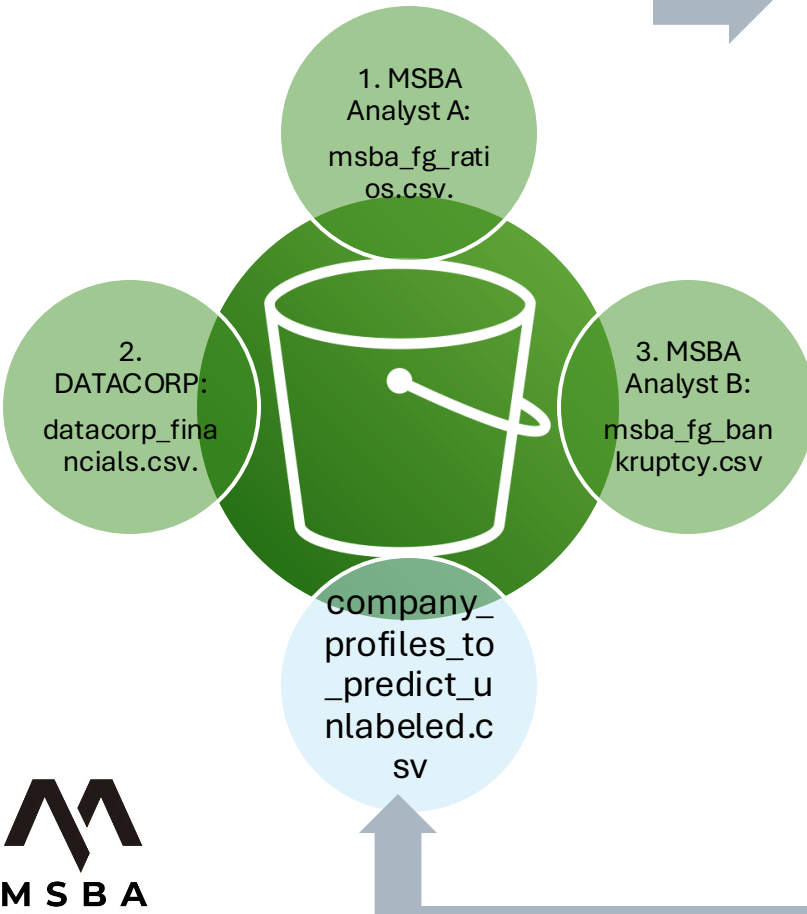 1. MSBA
Analyst A:
msba_fg_rati
os.csv.
2.
DATACORP:
datacorp_fina
ncials.csv.
3. MSBA
Analyst B:
msba_fg_ban
kruptcy.csv
company_
profiles_to
_predict_u
nlabeled.c
sv
MSBA